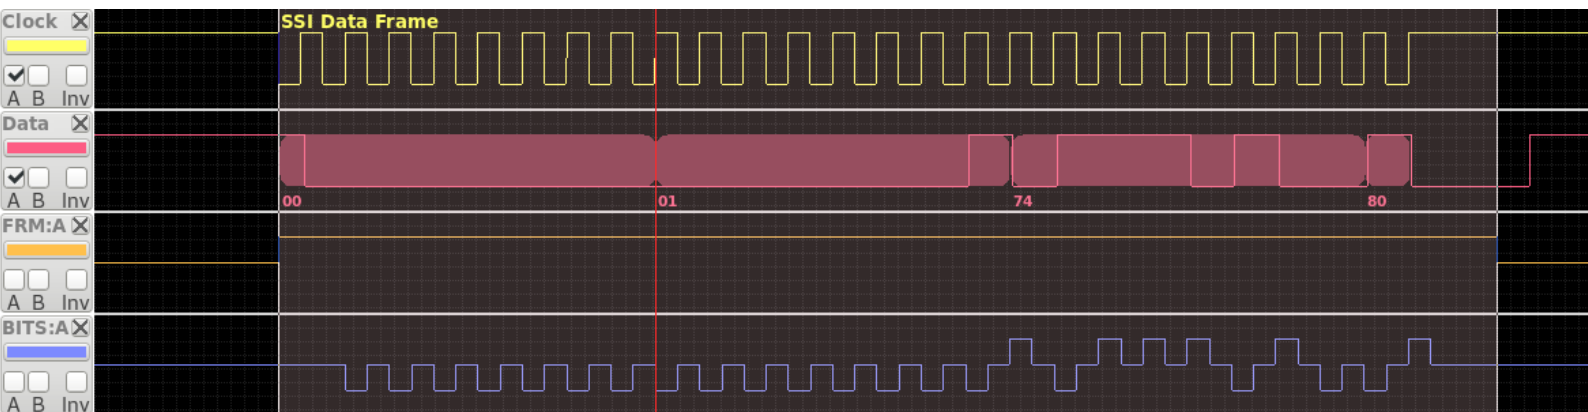 Clock
SSI Data Frame
A B Inv
Data
A B Inv
00 01 74 80
FRM:A
A B Inv
BITS:A
A B Inv